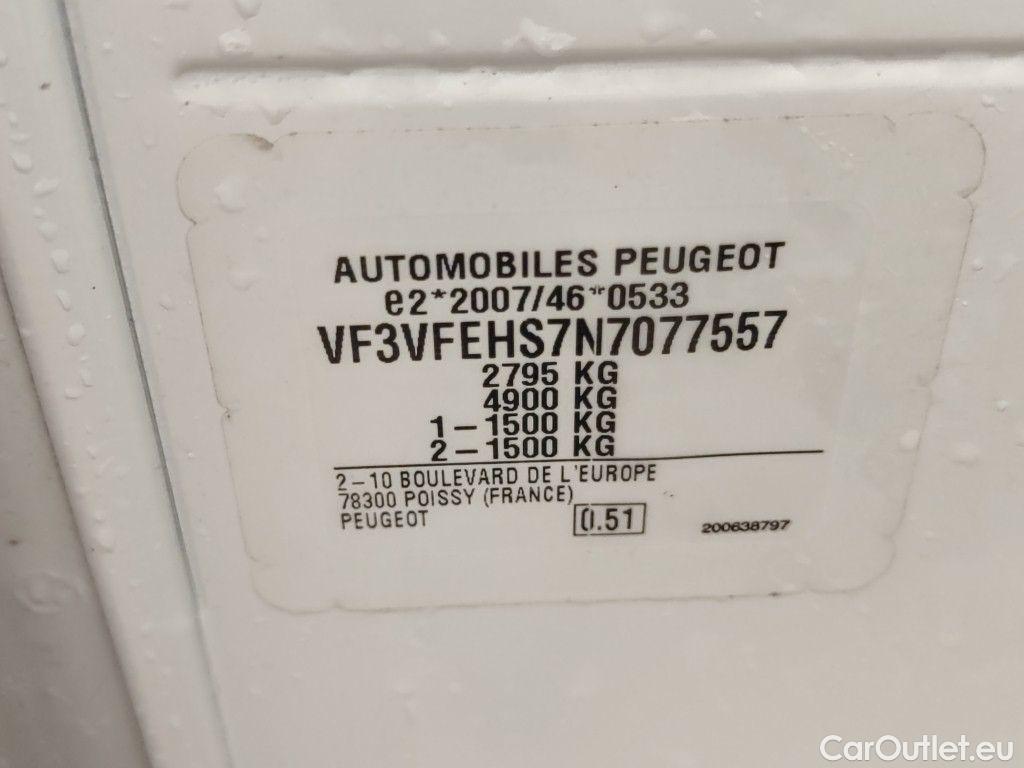 AUTOMOBILES PEUGEOT
e2*2007/46*0533
VF3VFEHS7N7077557
2795 KG
4900 KG
1-1500 KG
2-1500 KG
2-10 BOULEVARD DE L'EUROPE
78300 POISSY (FRANCE)
PEUGEOT 0.51 200638797
CarOutlet.eu